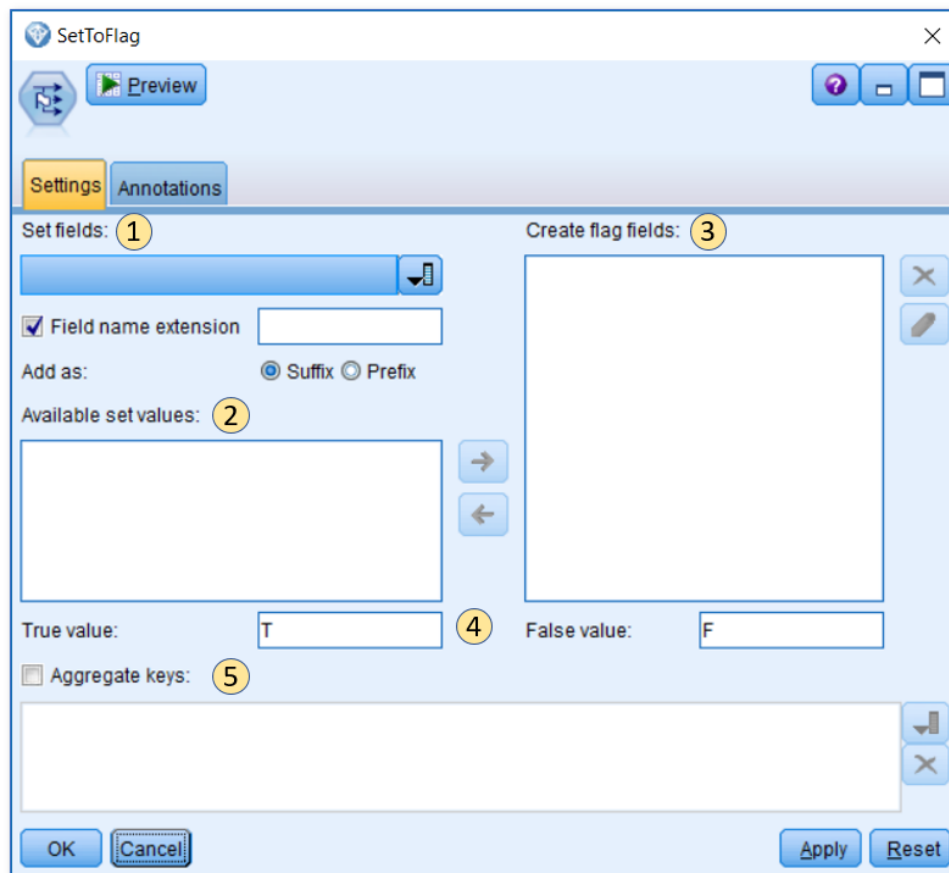 SetToFlag
Preview
Settings Annotations
Set fields: 1
Create flag fields: 3
Field name extension
Add as: Suffix Prefix
Available set values: 2
True value: T 4 False value: F
Aggregate keys: 5
OK Cancel Apply Reset